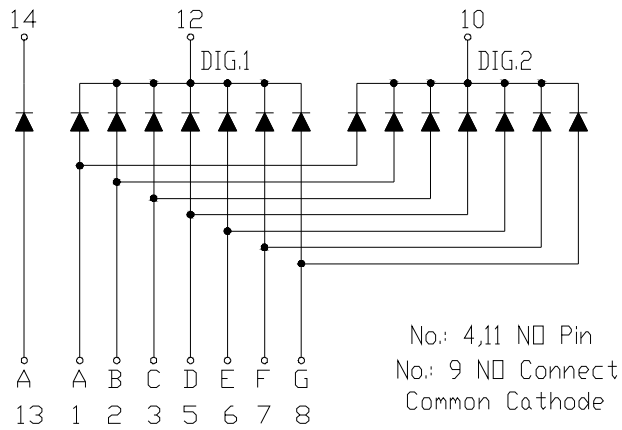 14 12 10
DIG.1 DIG.2
A A B C D E F G
13 1 2 3 5 6 7 8
No.: 4,11 NO Pin
No.: 9 NO Connect
Common Cathode